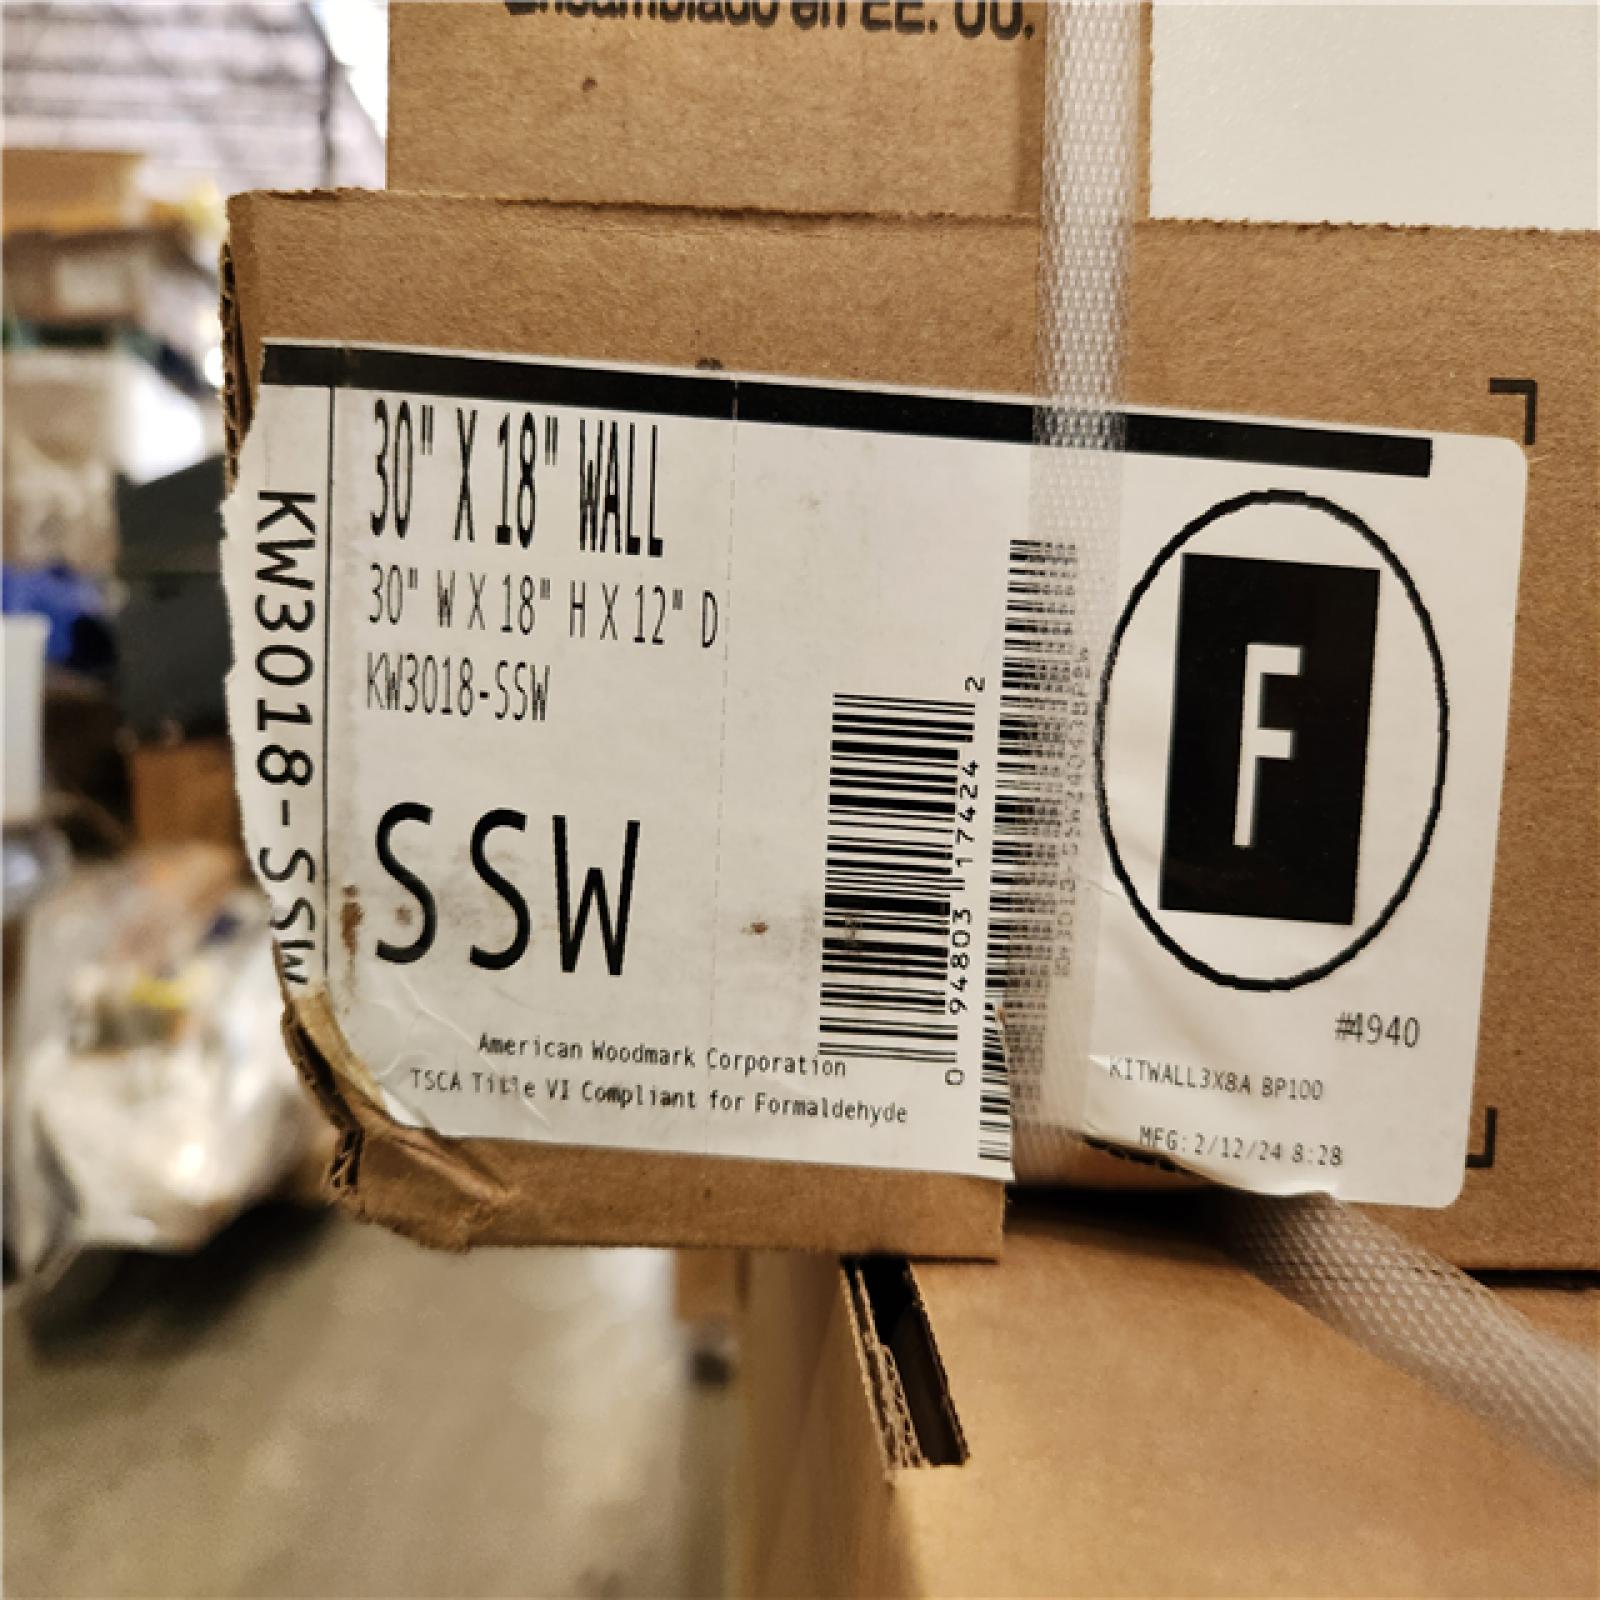 Ensamblado en EE. UU.
KW3018-SSW
30" X 18" WALL
30" W X 18" H X 12" D
KW3018-SSW
SSW
American Woodmark Corporation
TSCA Title VI Compliant for Formaldehyde
0 94803 17424 2
F
#4940
KITWALL3X8A BP100
MFG: 2/12/24 8:28